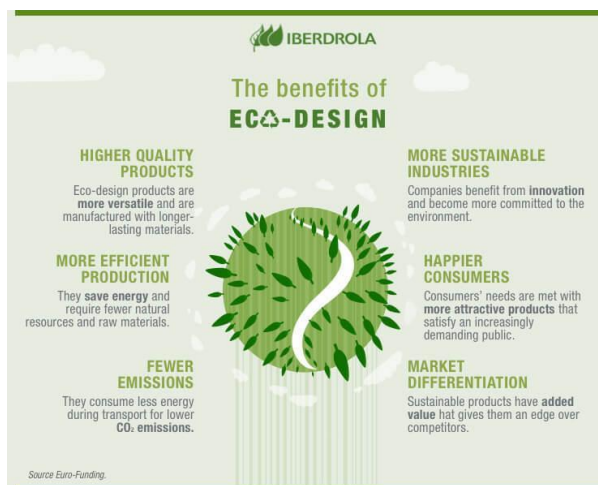 IBERDROLA
The benefits of
ECO-DESIGN
HIGHER QUALITY
PRODUCTS
Eco-design products are
more versatile and are
manufactured with longer-
lasting materials.
MORE EFFICIENT
PRODUCTION
They save energy and
require fewer natural
resources and raw materials.
FEWER
EMISSIONS
They consume less energy
during transport for lower
CO₂ emissions.
MORE SUSTAINABLE
INDUSTRIES
Companies benefit from innovation
and become more committed to the
environment.
HAPPIER
CONSUMERS
Consumers' needs are met with
more attractive products that
satisfy an increasingly
demanding public.
MARKET
DIFFERENTIATION
Sustainable products have added
value hat gives them an edge over
competitors.
Source Euro-Funding.